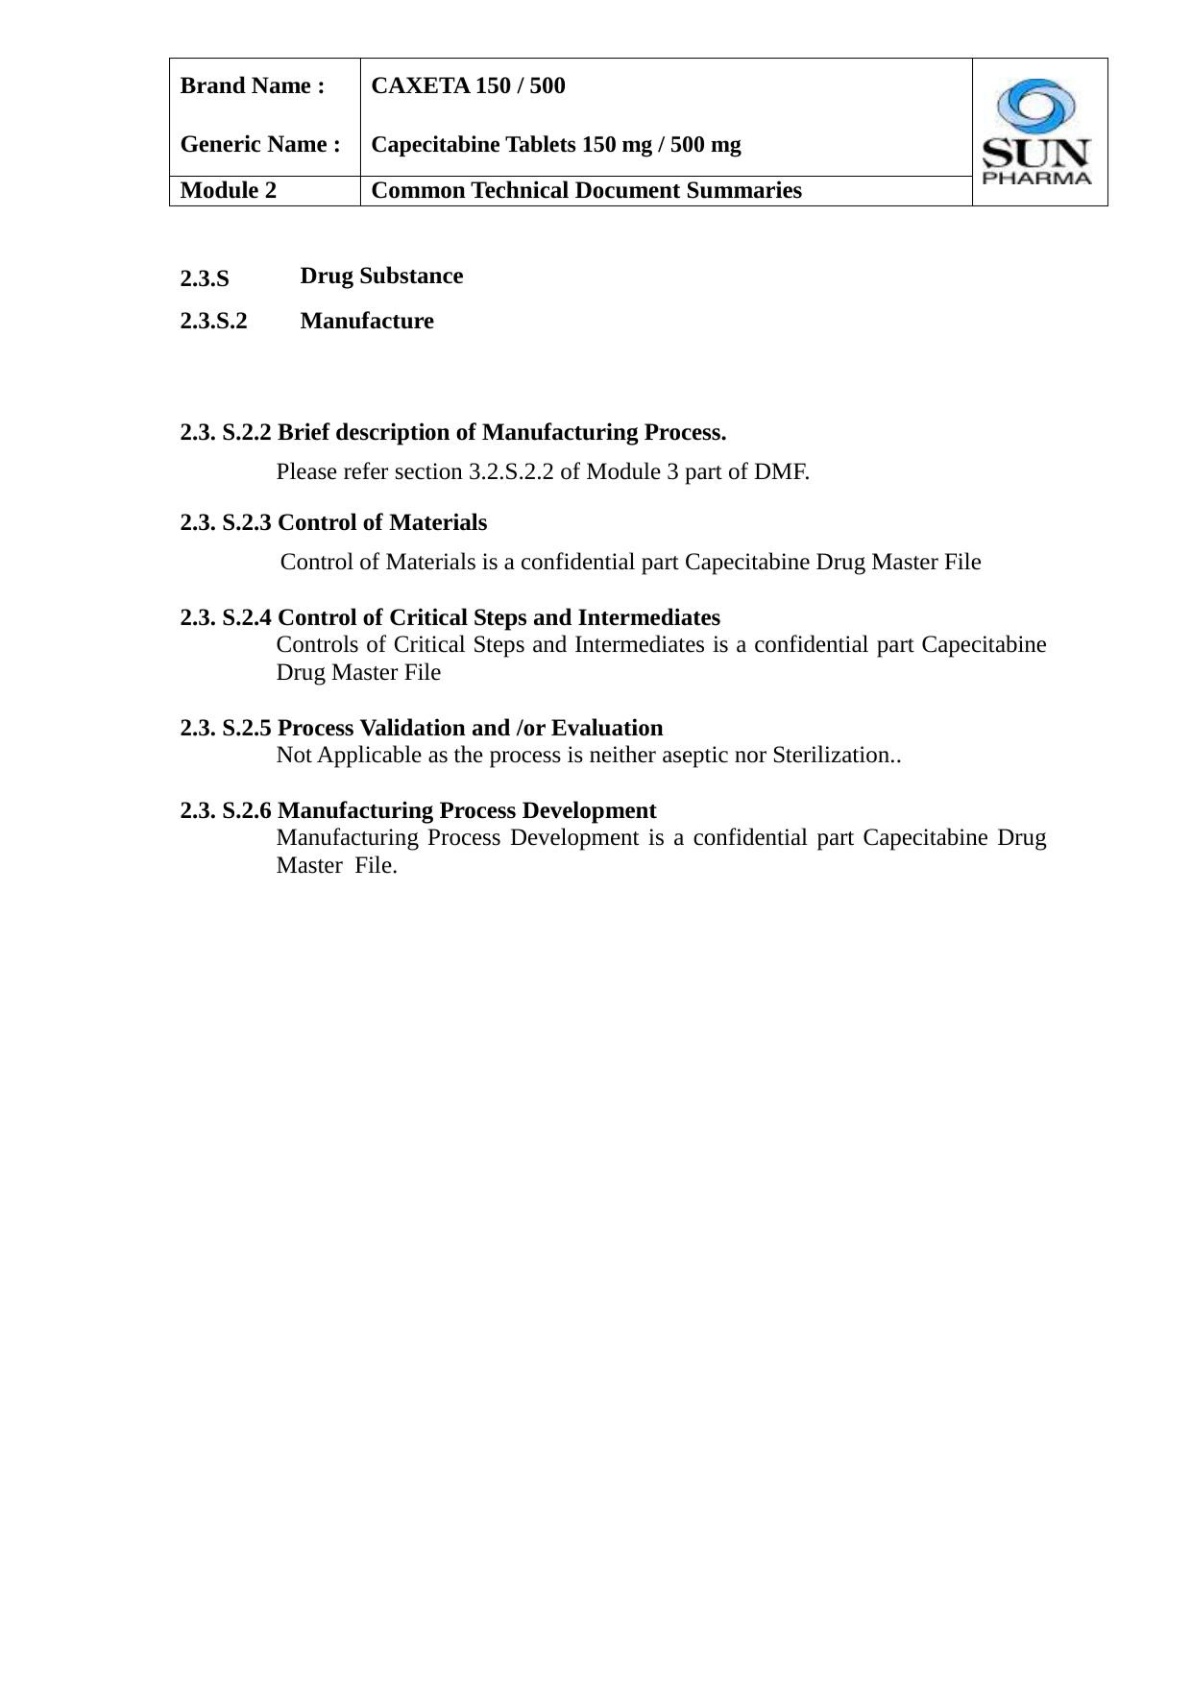 Brand Name :
CAXETA 150 / 500
Generic Name :
Capecitabine Tablets 150 mg / 500 mg
SUN
PHARMA
Module 2
Common Technical Document Summaries
2.3.S Drug Substance
2.3.S.2 Manufacture
2.3. S.2.2 Brief description of Manufacturing Process.
Please refer section 3.2.S.2.2 of Module 3 part of DMF.
2.3. S.2.3 Control of Materials
Control of Materials is a confidential part Capecitabine Drug Master File
2.3. S.2.4 Control of Critical Steps and Intermediates
Controls of Critical Steps and Intermediates is a confidential part Capecitabine
Drug Master File
2.3. S.2.5 Process Validation and /or Evaluation
Not Applicable as the process is neither aseptic nor Sterilization..
2.3. S.2.6 Manufacturing Process Development
Manufacturing Process Development is a confidential part Capecitabine Drug
Master File.